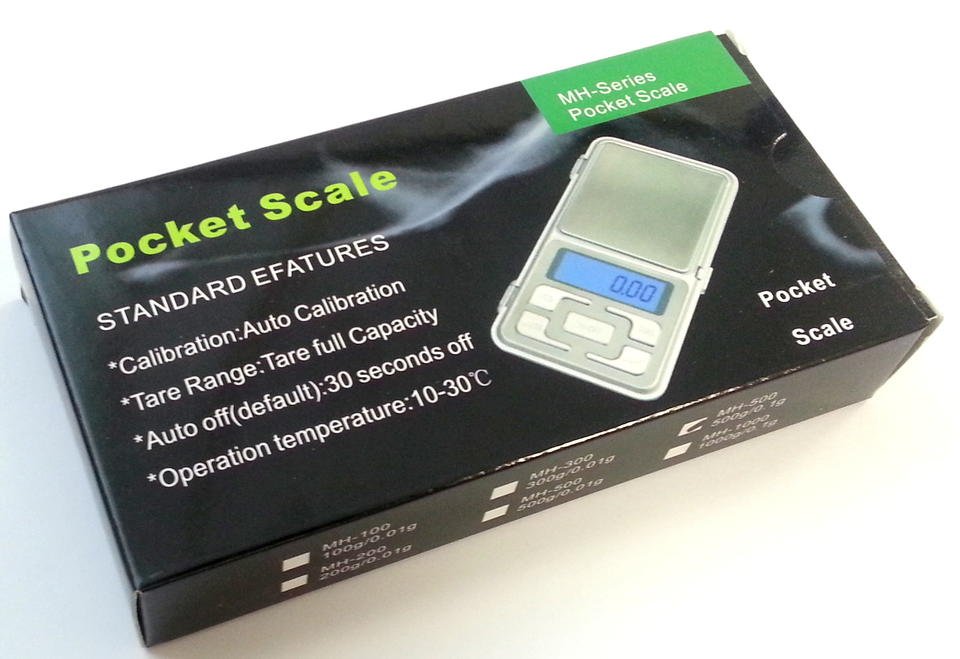 MH-Series
Pocket Scale
Pocket Scale
STANDARD EFATURES
*Calibration:Auto Calibration
*Tare Range:Tare full Capacity
*Auto off(default):30 seconds off
*Operation temperature:10-30℃
0.00
Pocket
Scale
MH-100
100g/0.01g
MH-200
200g/0.01g
MH-300
300g/0.01g
MH-500
500g/0.01g
MH-500
500g/0.1g
MH-1000
1000g/0.1g